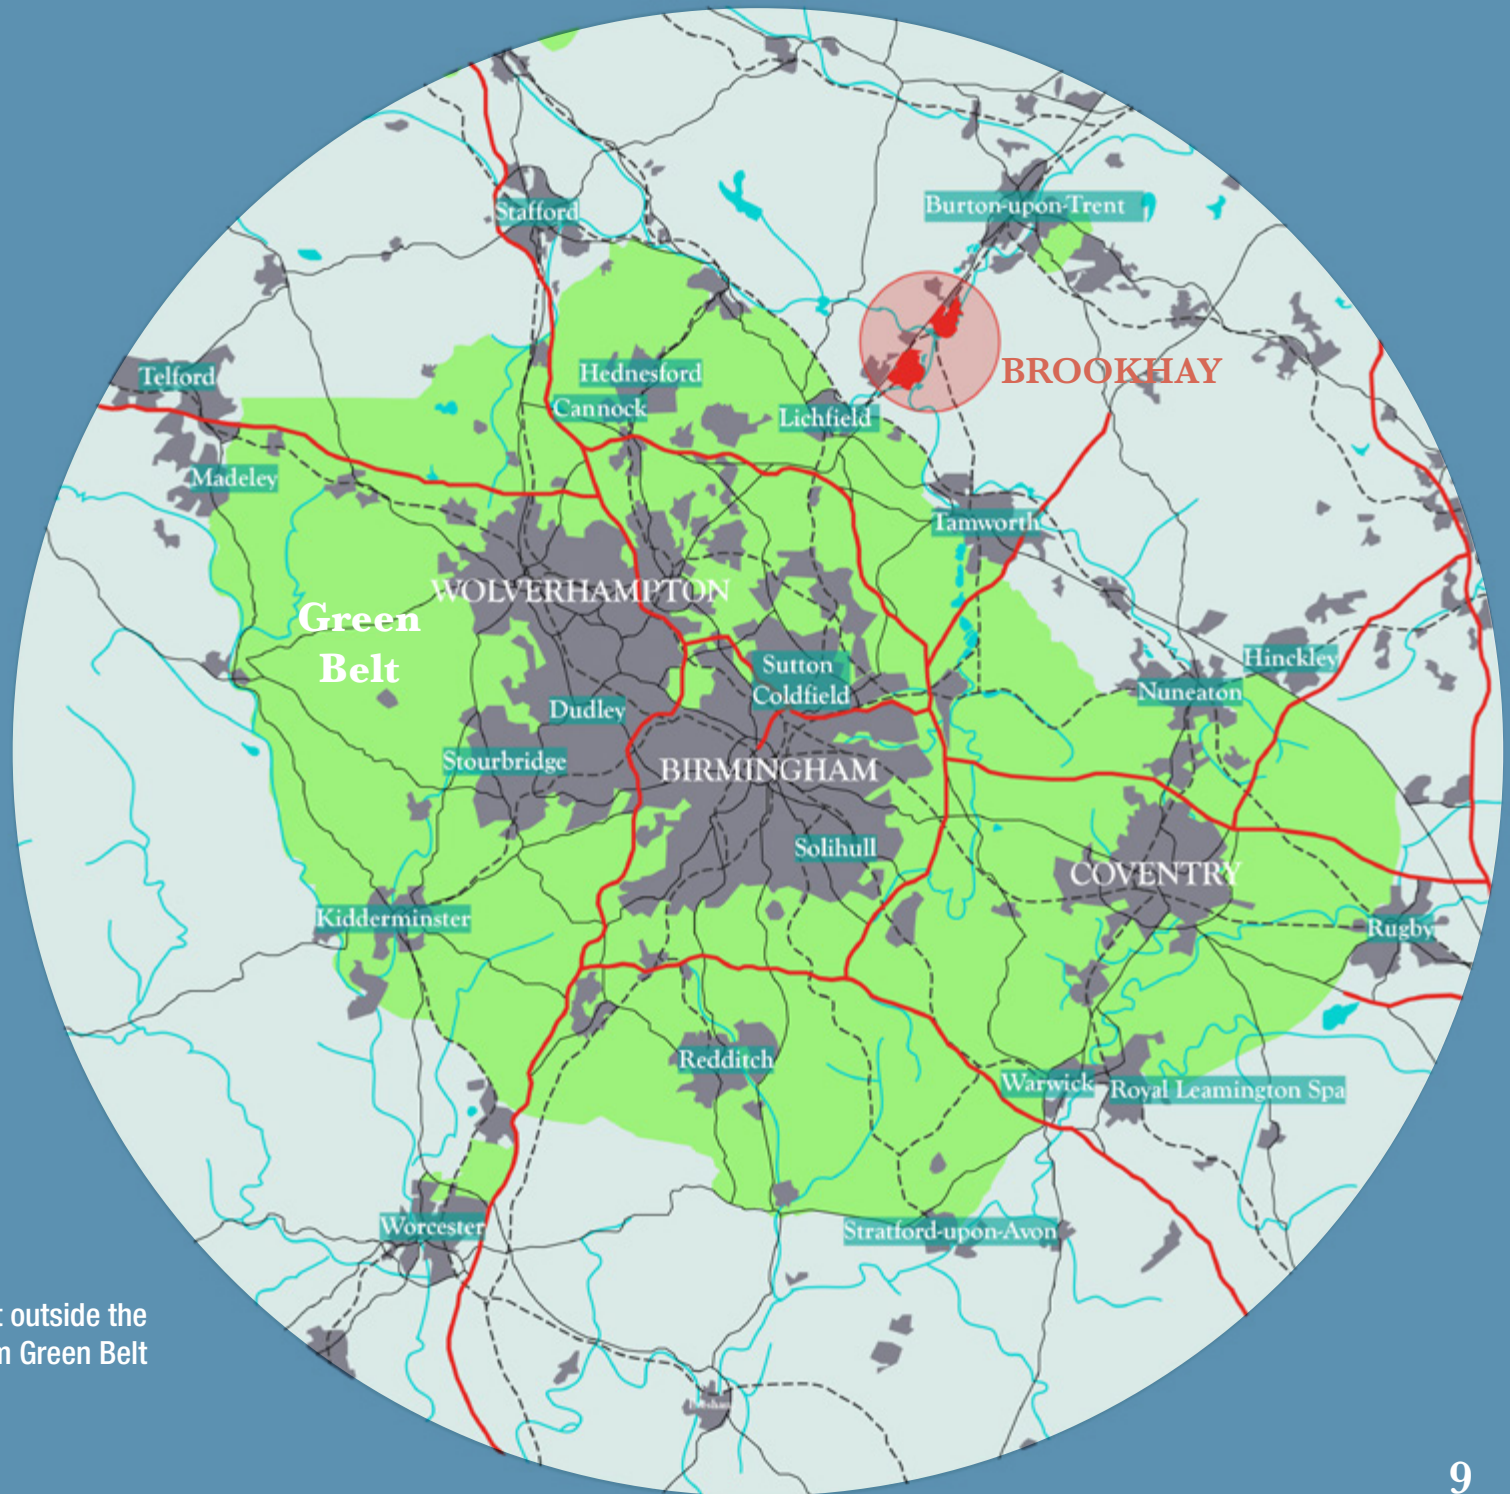 Stafford
Burton-upon-Trent
Telford
Hednesford
BROOKHAY
Cannock
Lichfield
Madeley
Tamworth
WOLVERHAMPTON
Green
Belt
Sutton
Coldfield
Hinckley
Nuneaton
Dudley
Stourbridge
BIRMINGHAM
Solihull
COVENTRY
Kidderminster
Rugby
Redditch
Warwick
Royal Leamington Spa
Worcester
Stratford-upon-Avon
outside the
Green Belt
9